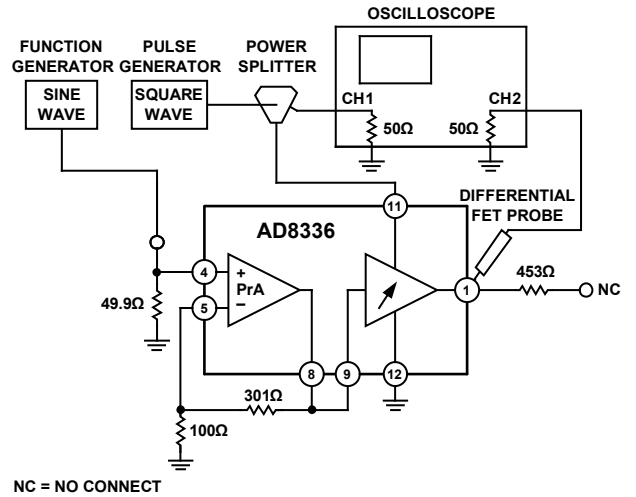 OSCILLOSCOPE
FUNCTION
GENERATOR
PULSE
GENERATOR
POWER
SPLITTER
SINE
WAVE
SQUARE
WAVE
CH1
CH2
50Ω
50Ω
11
DIFFERENTIAL
FET PROBE
AD8336
453Ω
4
+
PrA
–
5
1
NC
49.9Ω
8
9
12
301Ω
100Ω
NC = NO CONNECT